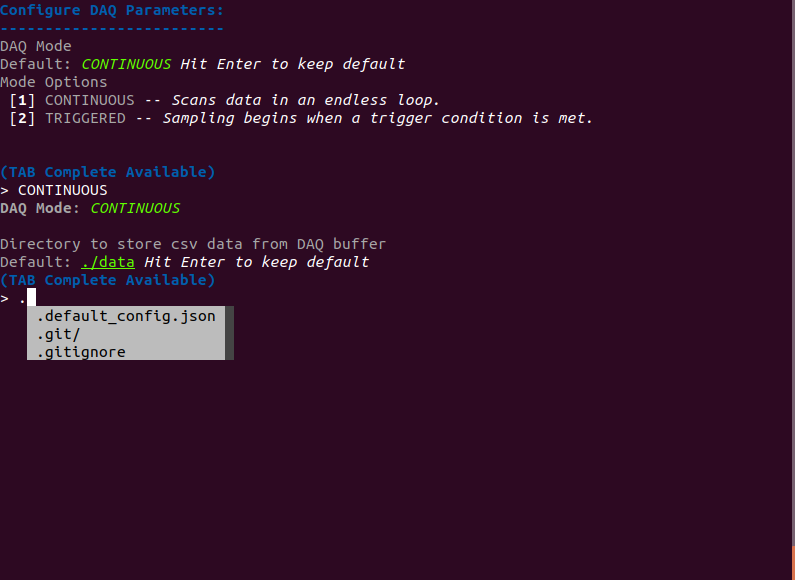 Configure DAQ Parameters:
-------------------------
DAQ Mode
Default: CONTINUOUS Hit Enter to keep default
Mode Options
[1] CONTINUOUS -- Scans data in an endless loop.
[2] TRIGGERED -- Sampling begins when a trigger condition is met.
(TAB Complete Available)
> CONTINUOUS
DAQ Mode: CONTINUOUS
Directory to store csv data from DAQ buffer
Default: ./data Hit Enter to keep default
(TAB Complete Available)
> .
.default_config.json
.git/
.gitignore